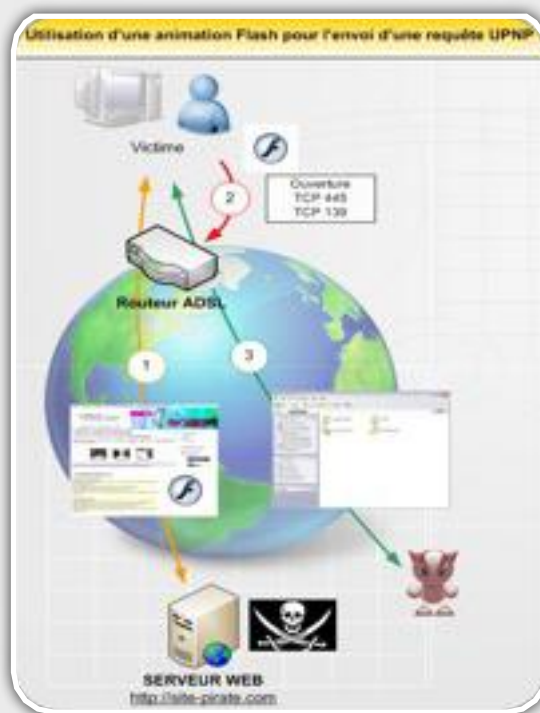 Utilisation d'une animation Flash pour l'envoi d'une requête UPNP
Victime
2
Ouverture
TCP 445
TCP 139
Routeur ADSL
1
3
SERVEUR WEB
http://site-pirate.com